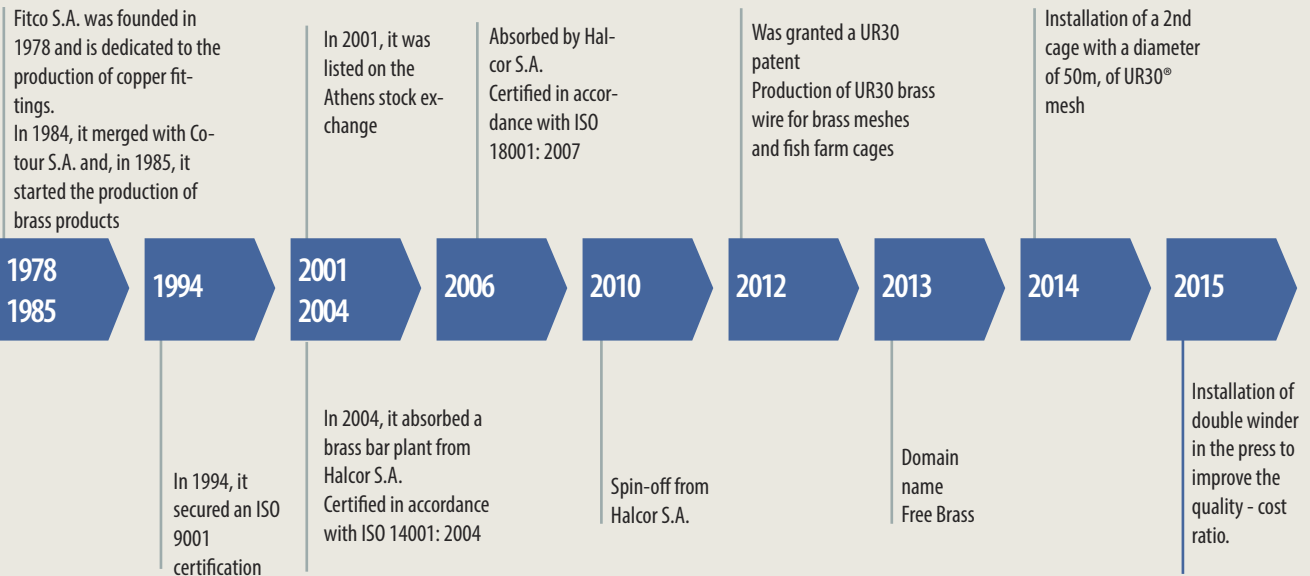 Fitco S.A. was founded in
1978 and is dedicated to the
production of copper fit-
tings.
In 1984, it merged with Co-
tour S.A. and, in 1985, it
started the production of
brass products
In 2001, it was
listed on the
Athens stock ex-
change
Absorbed by Hal-
cor S.A.
Certified in accor-
dance with ISO
18001: 2007
Was granted a UR30
patent
Production of UR30 brass
wire for brass meshes
and fish farm cages
Installation of a 2nd
cage with a diameter
of 50m, of UR30®
mesh
1978
1985
1994
2001
2004
2006
2010
2012
2013
2014
2015
In 1994, it
secured an ISO
9001
certification
In 2004, it absorbed a
brass bar plant from
Halcor S.A.
Certified in accordance
with ISO 14001: 2004
Spin-off from
Halcor S.A.
Domain
name
Free Brass
Installation of
double winder
in the press to
improve the
quality - cost
ratio.